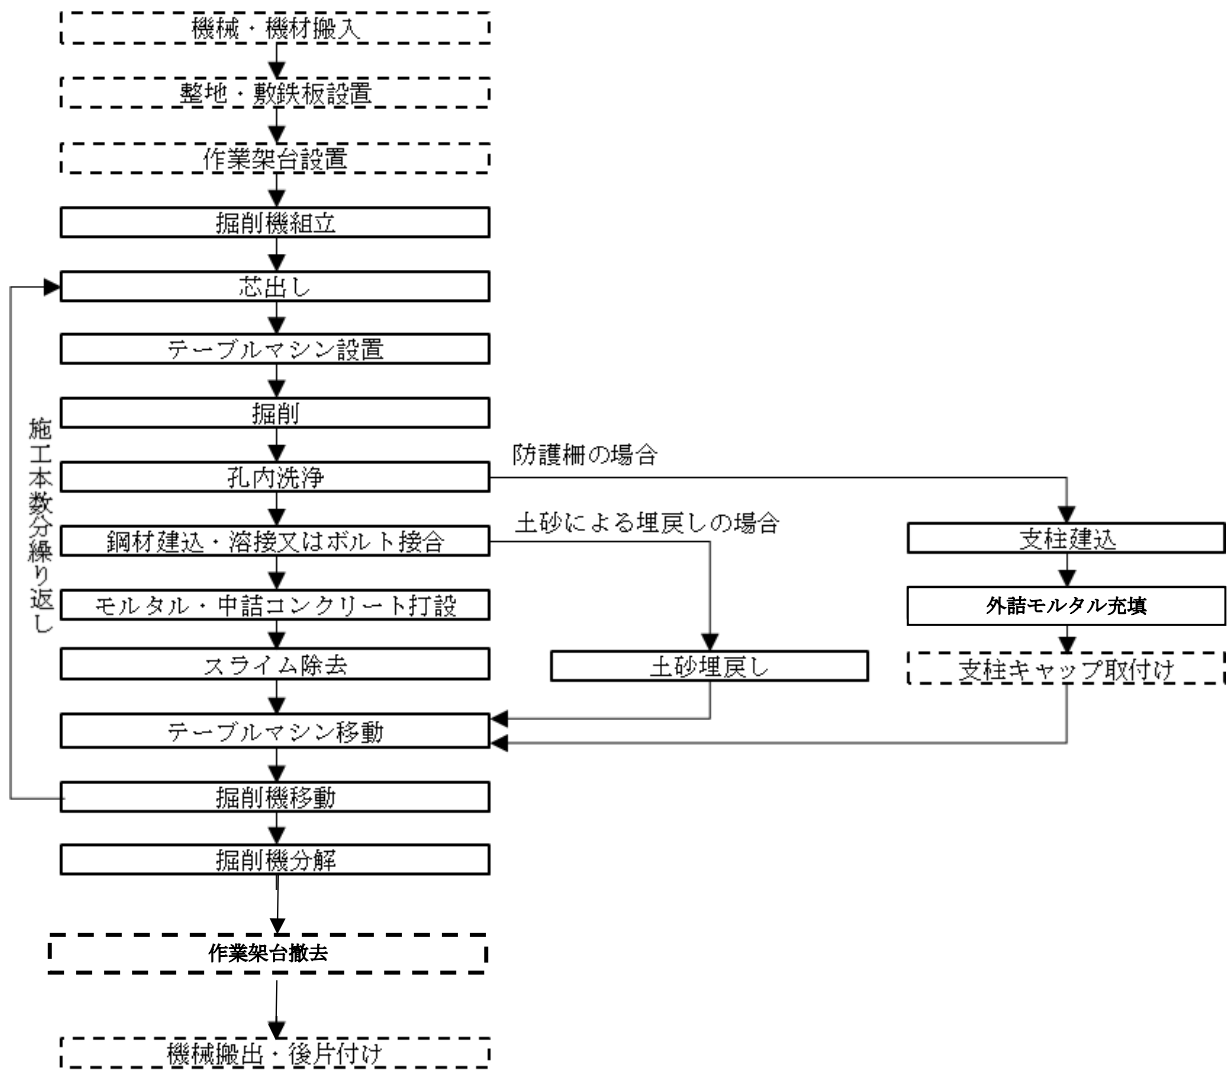 機械・機材搬入
整地・敷鉄板設置
作業架台設置
掘削機組立
芯出し
テーブルマシン設置
掘削
施工本数分繰り返し
防護柵の場合
孔内洗浄
土砂による埋戻しの場合
鋼材建込・溶接又はボルト接合
支柱建込
モルタル・中詰コンクリート打設
外詰モルタル充填
スライム除去
土砂埋戻し
支柱キャップ取付け
テーブルマシン移動
掘削機移動
掘削機分解
作業架台撤去
機械搬出・後片付け